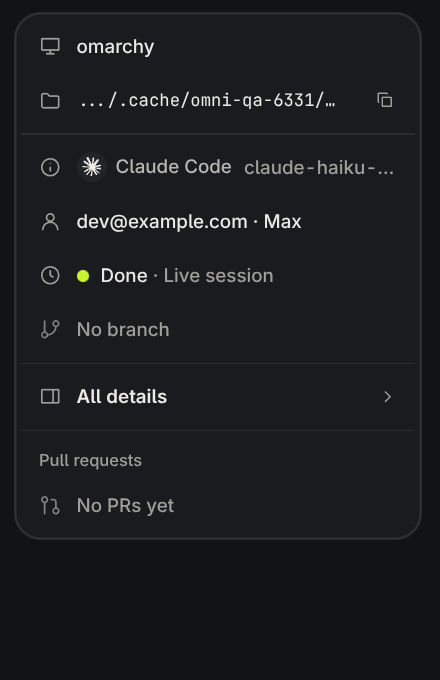 omarchy
.../.cache/omni-qa-6331/…
Claude Code claude-haiku-...
dev@example.com · Max
Done · Live session
No branch
All details
Pull requests
No PRs yet